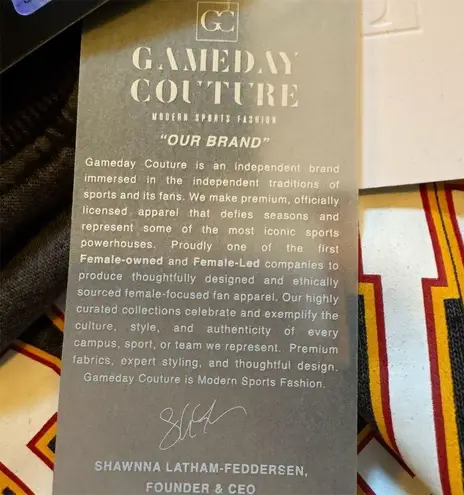 GC
GAMEDAY
COUTURE
MODERN SPORTS FASHION
"OUR BRAND"
Gameday Couture is an independent brand
immersed in the independent traditions of
sports and its fans. We make premium, officially
licensed apparel that defies seasons and
represent some of the most iconic sports
powerhouses. Proudly one of the first
Female-owned and Female-Led companies to
produce thoughtfully designed and ethically
sourced female-focused fan apparel. Our highly
curated collections celebrate and exemplify the
culture, style, and authenticity of every
campus, sport, or team we represent. Premium
fabrics, expert styling, and thoughtful design.
Gameday Couture is Modern Sports Fashion.
SHAWNNA LATHAM-FEDDERSEN,
FOUNDER & CEO